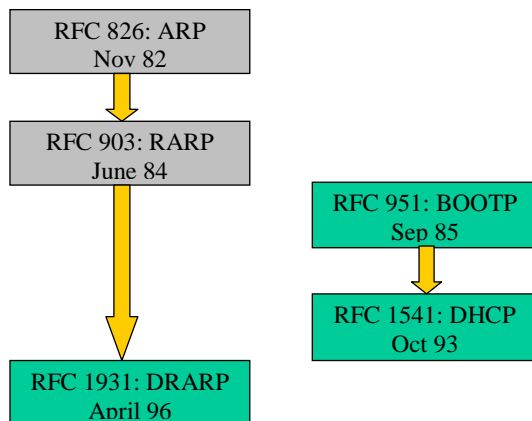 RFC 826: ARP
Nov 82
RFC 903: RARP
June 84
RFC 951: BOOTP
Sep 85
RFC 1541: DHCP
Oct 93
RFC 1931: DRARP
April 96